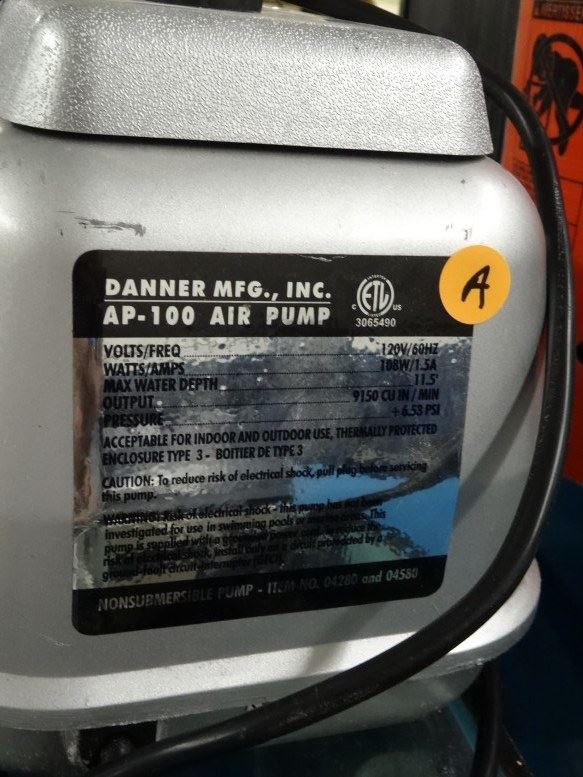 AVERTISSE
DANNER MFG., INC.
AP-100 AIR PUMP
C ETL US
3065490
A
VOLTS/FREQ 120V/60HZ
WATTS/AMPS 108W/1.5A
MAX WATER DEPTH 11.5'
OUTPUT 9150 CU IN / MIN
PRESSURE +6.53 PSI
ACCEPTABLE FOR INDOOR AND OUTDOOR USE, THERMALLY PROTECTED
ENCLOSURE TYPE 3 - BOITIER DE TYPE 3
CAUTION: To reduce risk of electrical shock, pull plug before servicing
this pump.
WARNING: Risk of electrical shock - this pump has not been
investigated for use in swimming pools or marine areas. This
pump is supplied with a grounded power cord. To reduce the
risk of electrical shock, install only on a circuit protected by a
ground-fault circuit-interrupter (GFCI).
NONSUBMERSIBLE PUMP - ITEM NO. 04280 and 04580